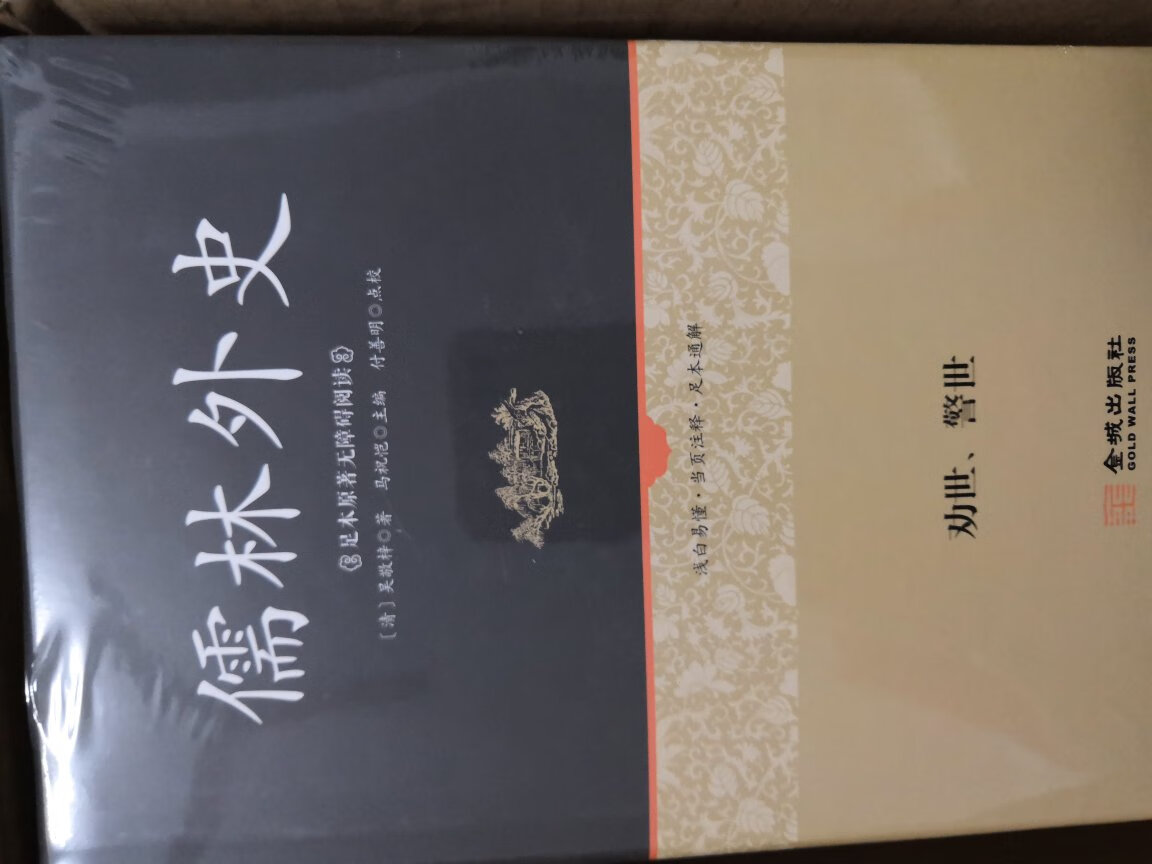 儒林外史
足本原著无障碍阅读
〔清〕吴敬梓◎著 马祝恺◎主编 付善明◎点校
浅白易懂·当页注释·足本通解
劝世、警世
金城出版社
GOLD WALL PRESS